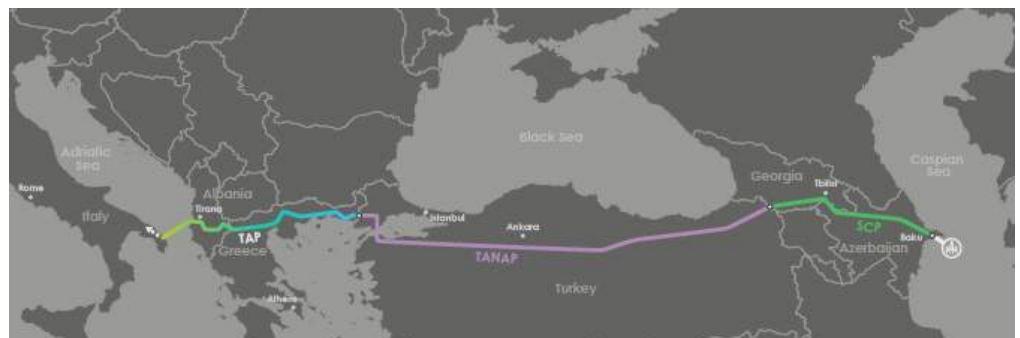 Black Sea
Adriatic
Sea
Caspian
Sea
Georgia
Tbilisi
Rome
Albania
Tirana
Italy
Istanbul
Ankara
TAP
Greece
SCP
Baku
Azerbaijan
TANAP
Turkey
Athens